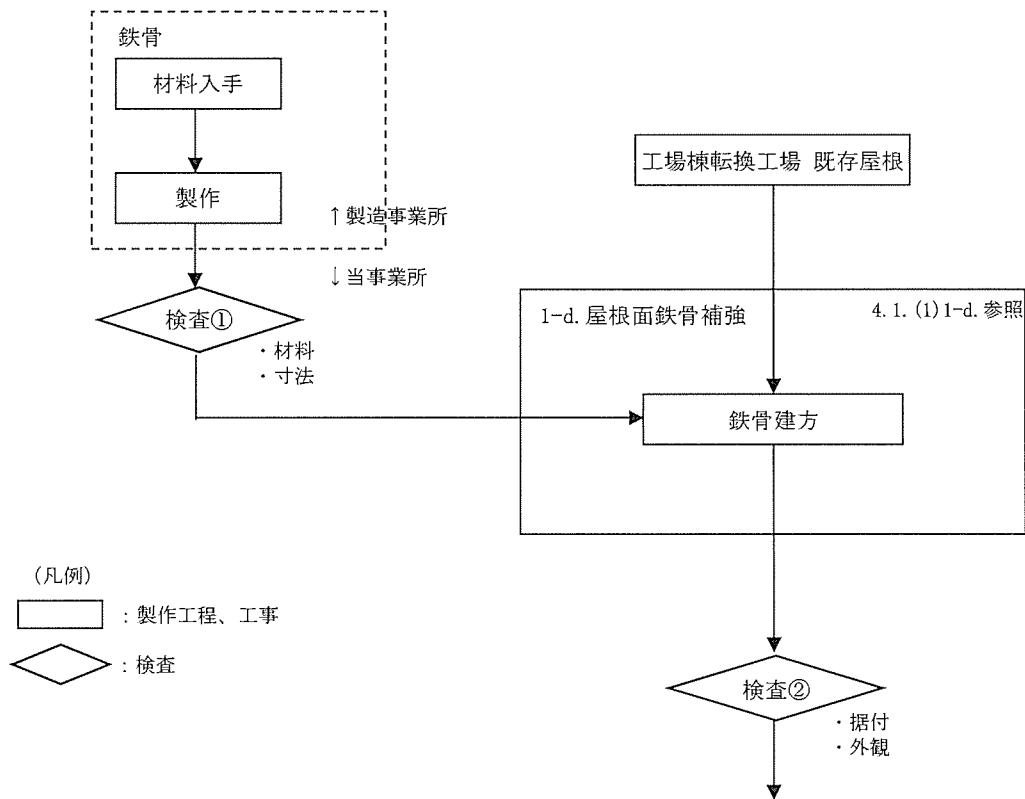 鉄骨
材料入手
製作
↑製造事業所
↓当事業所
検査①
・材料
・寸法
工場棟転換工場 既存屋根
1-d.屋根面鉄骨補強
4.1.(1)1-d.参照
鉄骨建方
検査②
・据付
・外観
(凡例)
：製作工程、工事
：検査